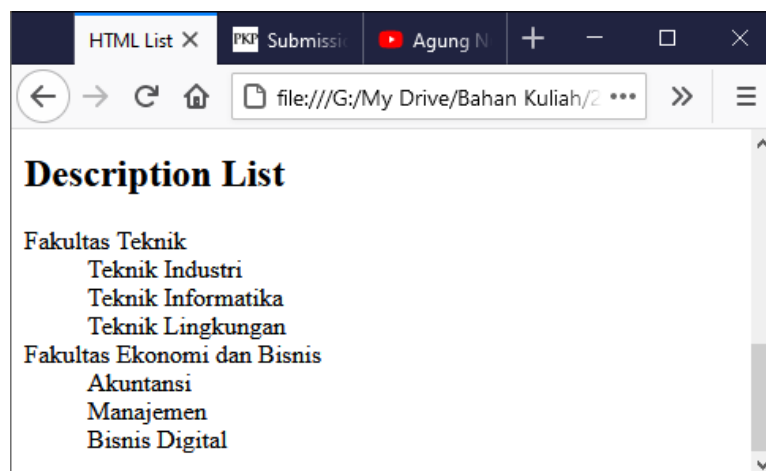 HTML List
PKP Submissi
Agung N
file:///G:/My Drive/Bahan Kuliah/2
Description List
Fakultas Teknik
Teknik Industri
Teknik Informatika
Teknik Lingkungan
Fakultas Ekonomi dan Bisnis
Akuntansi
Manajemen
Bisnis Digital